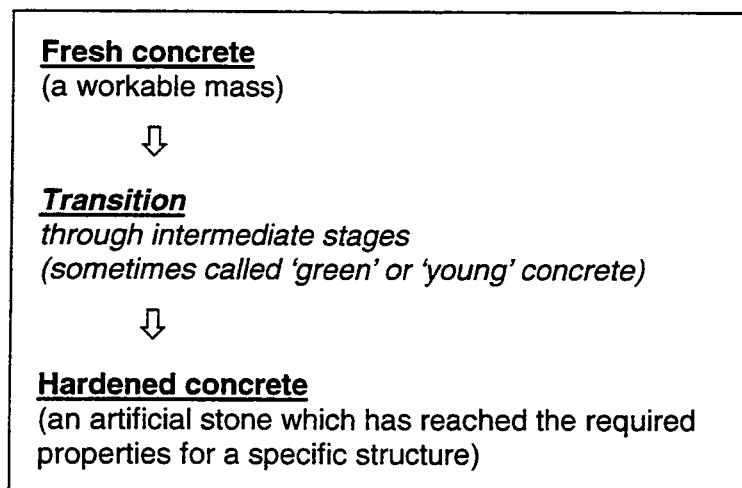 Fresh concrete
(a workable mass)
⇩
Transition
through intermediate stages
(sometimes called ‘green’ or ‘young’ concrete)
⇩
Hardened concrete
(an artificial stone which has reached the required
properties for a specific structure)